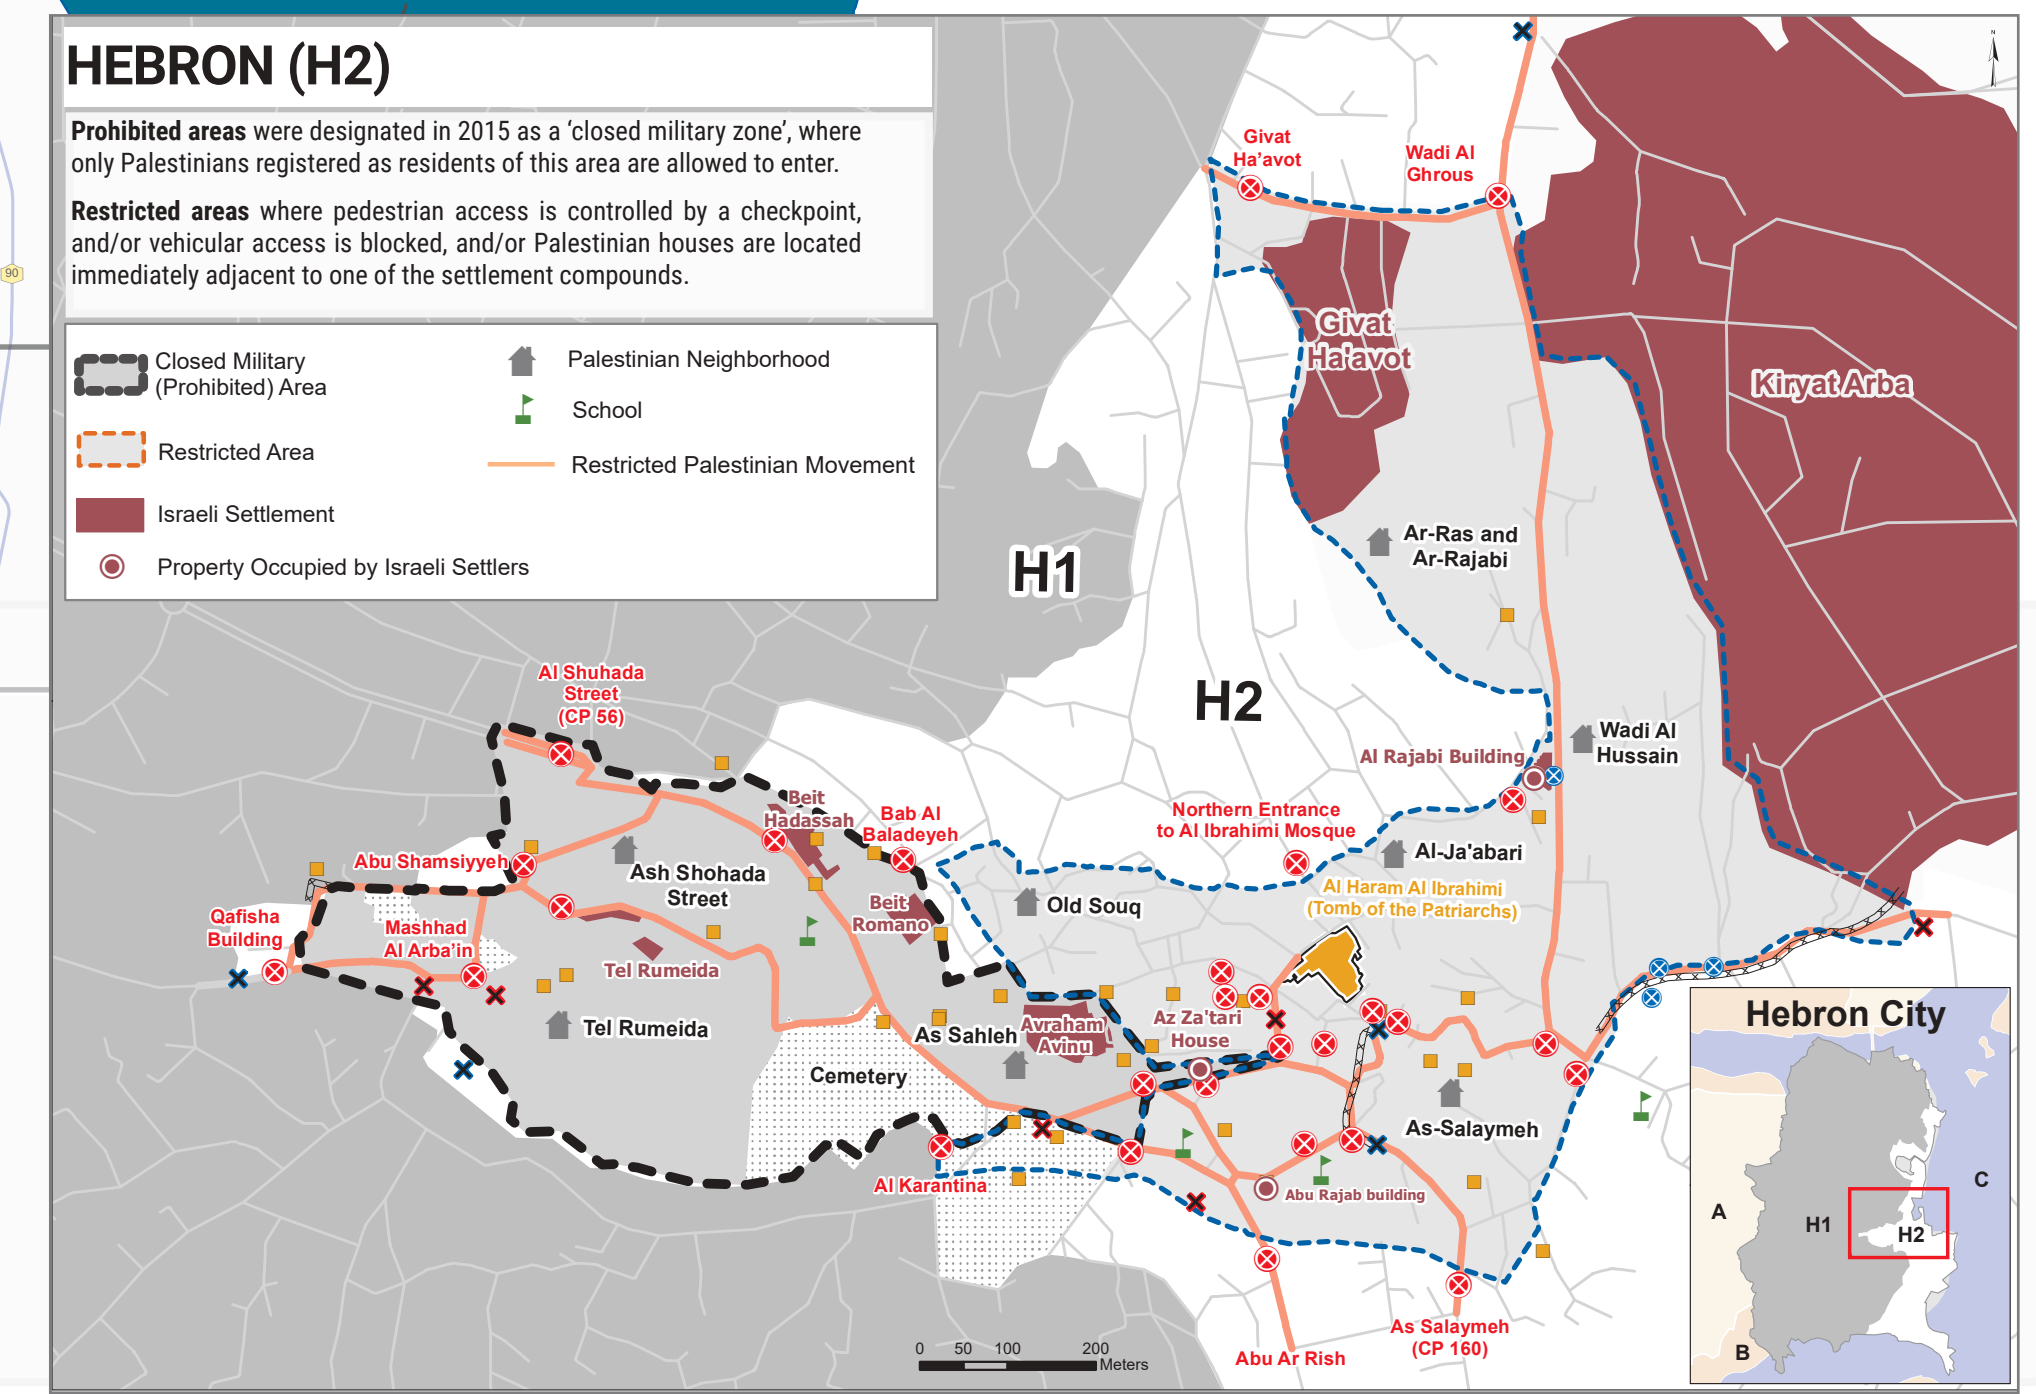 HEBRON (H2)
Prohibited areas were designated in 2015 as a ‘closed military zone’, where
only Palestinians registered as residents of this area are allowed to enter.
Restricted areas where pedestrian access is controlled by a checkpoint,
and/or vehicular access is blocked, and/or Palestinian houses are located
immediately adjacent to one of the settlement compounds.
Closed Military
(Prohibited) Area
Restricted Area
Israeli Settlement
Property Occupied by Israeli Settlers
Palestinian Neighborhood
School
Restricted Palestinian Movement
90
N
Givat
Ha'avot
Wadi Al
Ghrous
Givat
Ha'avot
Kiryat Arba
H1
Ar-Ras and
Ar-Rajabi
H2
Al Shuhada
Street
(CP 56)
Wadi Al
Hussain
Al Rajabi Building
Beit
Hadassah
Bab Al
Baladeyeh
Northern Entrance
to Al Ibrahimi Mosque
Abu Shamsiyyeh
Ash Shohada
Street
Al-Ja'abari
Al Haram Al Ibrahimi
(Tomb of the Patriarchs)
Old Souq
Beit
Romano
Qafisha
Building
Mashhad
Al Arba’in
Tel Rumeida
Tel Rumeida
As Sahleh
Avraham
Avinu
Az Za'tari
House
Cemetery
As-Salaymeh
Al Karantina
Abu Rajab building
As Salaymeh
(CP 160)
Abu Ar Rish
0 50 100 200
Meters
Hebron City
A
B
C
H1
H2